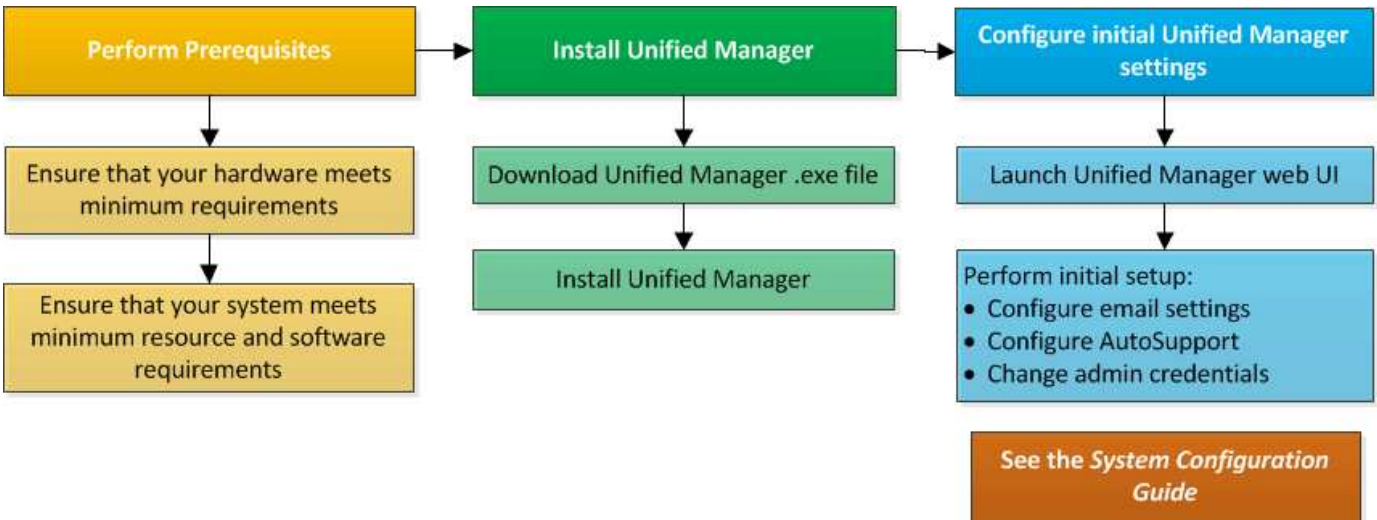 Perform Prerequisites
Install Unified Manager
Configure initial Unified Manager
settings
Ensure that your hardware meets
minimum requirements
Ensure that your system meets
minimum resource and software
requirements
Download Unified Manager .exe file
Install Unified Manager
Launch Unified Manager web UI
Perform initial setup:
• Configure email settings
• Configure AutoSupport
• Change admin credentials
See the System Configuration
Guide